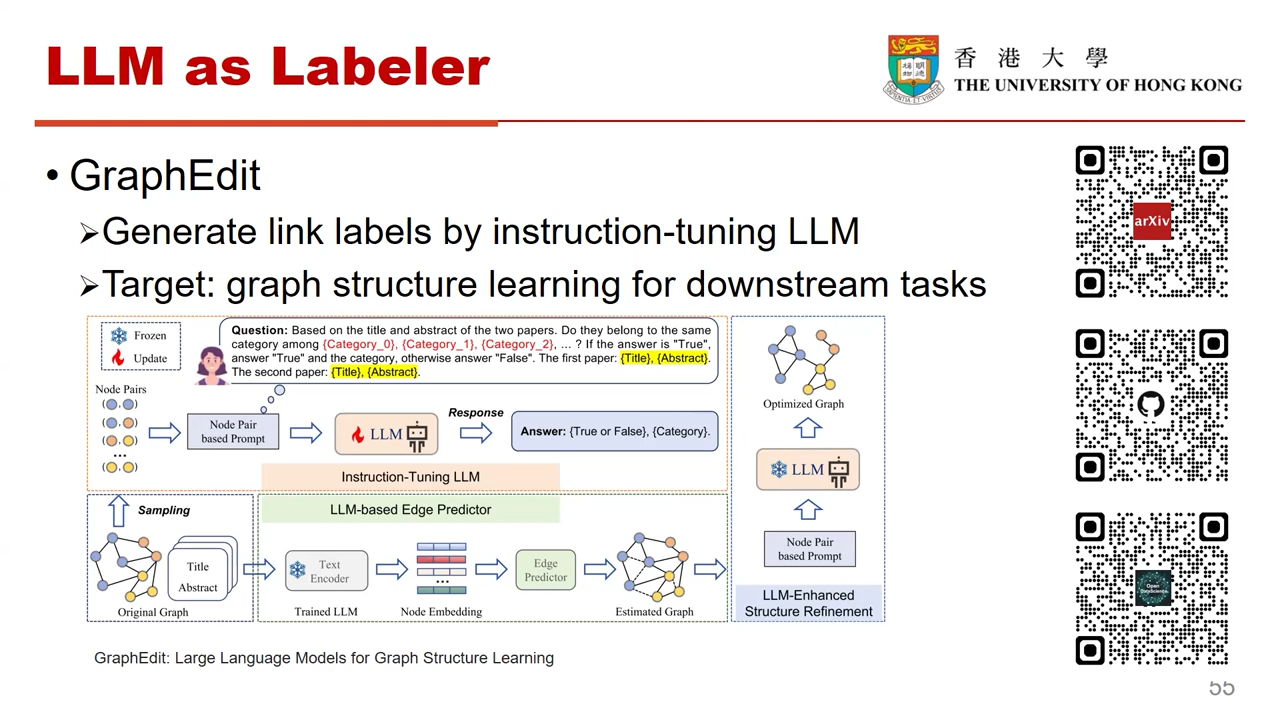 LLM as Labeler
香港大學
THE UNIVERSITY OF HONG KONG
• GraphEdit
➢Generate link labels by instruction-tuning LLM
➢Target: graph structure learning for downstream tasks
Frozen
Update
Question: Based on the title and abstract of the two papers. Do they belong to the same
category among {Category_0}, {Category_1}, {Category_2}, ... ? If the answer is "True",
answer "True" and the category, otherwise answer "False". The first paper: {Title}, {Abstract}.
The second paper: {Title}, {Abstract}.
Node Pairs
...
Node Pair
based Prompt
LLM
Response
Answer: {True or False}, {Category}.
Instruction-Tuning LLM
Sampling
LLM-based Edge Predictor
Title
Abstract
Original Graph
Text
Encoder
Trained LLM
...
Node Embedding
Edge
Predictor
Estimated Graph
Optimized Graph
LLM
Node Pair
based Prompt
LLM-Enhanced
Structure Refinement
arXiv
Open
DataScience
GraphEdit: Large Language Models for Graph Structure Learning
55